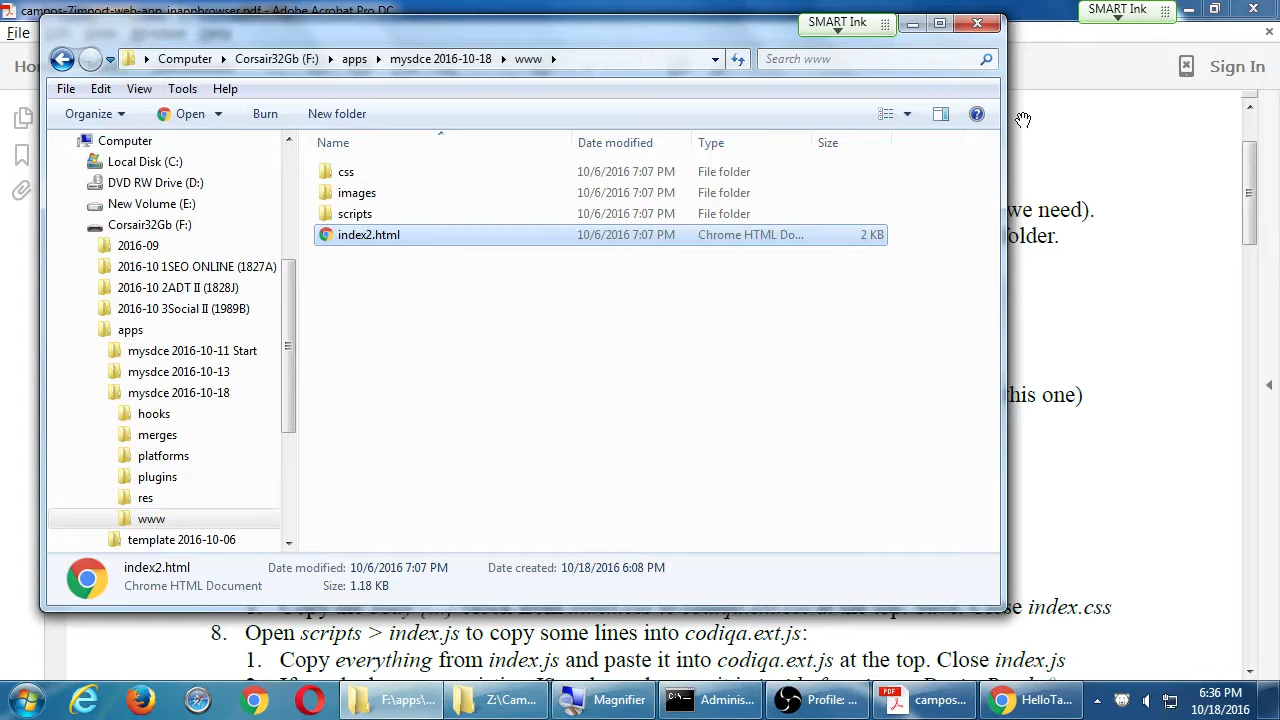 campos-7import-web-app_inappbrowser.pdf - Adobe Acrobat Pro DC
SMART Ink
SMART Ink
File
Sign In
Computer Corsair32Gb (F:) apps mysdce 2016-10-18 www
Search www
File Edit View Tools Help
Organize Open Burn New folder
Name Date modified Type Size
Computer
Local Disk (C:)
DVD RW Drive (D:)
New Volume (E:)
Corsair32Gb (F:)
2016-09
2016-10 1SEO ONLINE (1827A)
2016-10 2ADT II (1828J)
2016-10 3Social II (1989B)
apps
mysdce 2016-10-11 Start
mysdce 2016-10-13
mysdce 2016-10-18
hooks
merges
platforms
plugins
res
www
template 2016-10-06
css 10/6/2016 7:07 PM File folder
images 10/6/2016 7:07 PM File folder
scripts 10/6/2016 7:07 PM File folder
index2.html 10/6/2016 7:07 PM Chrome HTML Do... 2 KB
we need).
folder.
this one)
index2.html
Chrome HTML Document
Date modified: 10/6/2016 7:07 PM
Size: 1.18 KB
Date created: 10/18/2016 6:08 PM
index.css
8. Open scripts > index.js to copy some lines into codiqa.ext.js:
1. Copy everything from index.js and paste it into codiqa.ext.js at the top. Close index.js
F:\apps\... Z:\Cam... Magnifier Adminis... Profile: ... campos... HelloTa...
6:36 PM
10/18/2016